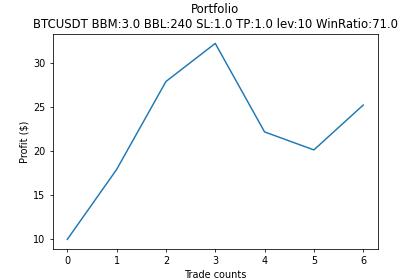 Portfolio
BTCUSDT BBM:3.0 BBL:240 SL:1.0 TP:1.0 lev:10 WinRatio:71.0
30
25
20
15
10
Profit ($)
0 1 2 3 4 5 6
Trade counts